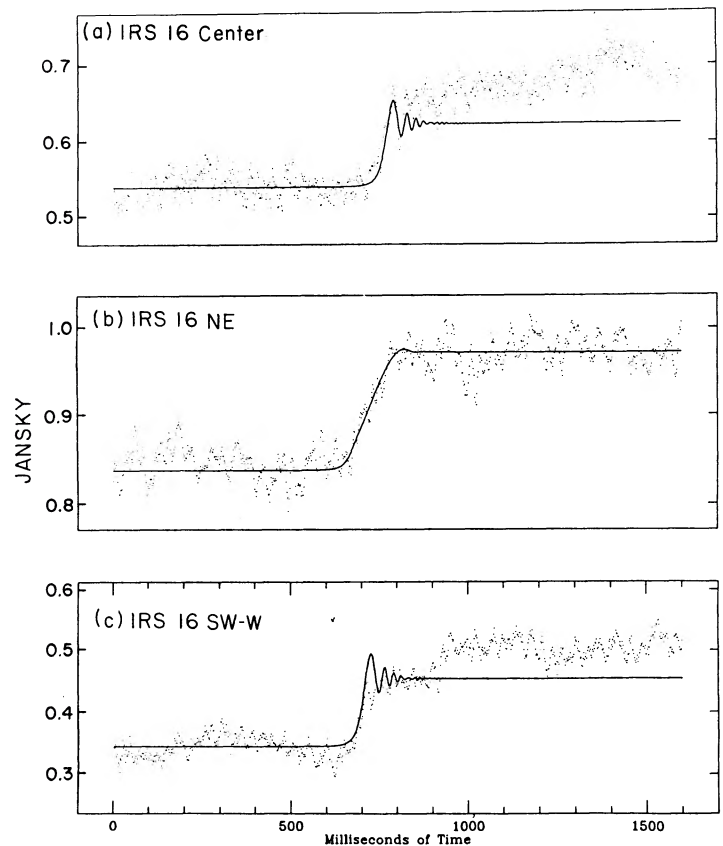 (a) IRS 16 Center
0.7
0.6
0.5
(b) IRS 16 NE
1.0
0.9
0.8
JANSKY
(c) IRS 16 SW-W
0.6
0.5
0.4
0.3
0 500 1000 1500
Milliseconds of Time